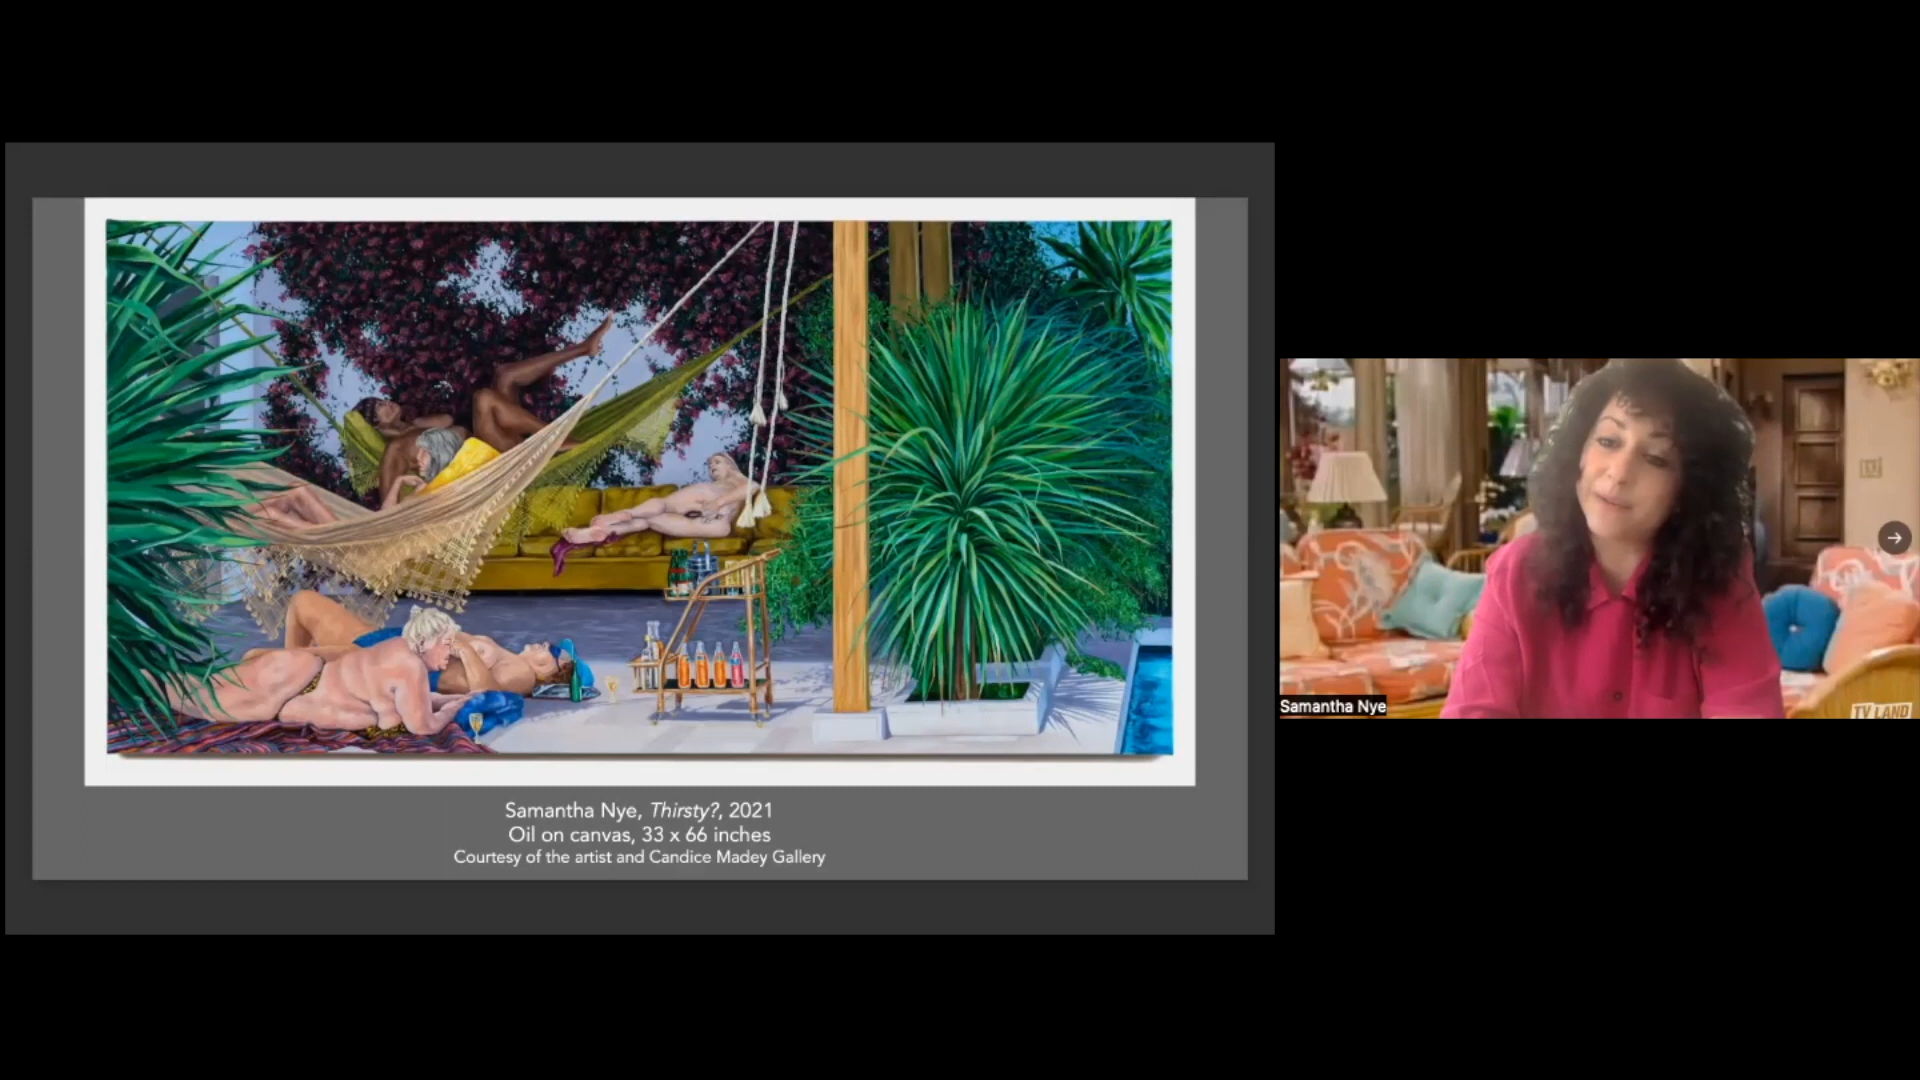 Samantha Nye, Thirsty?, 2021
Oil on canvas, 33 x 66 inches
Courtesy of the artist and Candice Madey Gallery
Samantha Nye
TV LAND